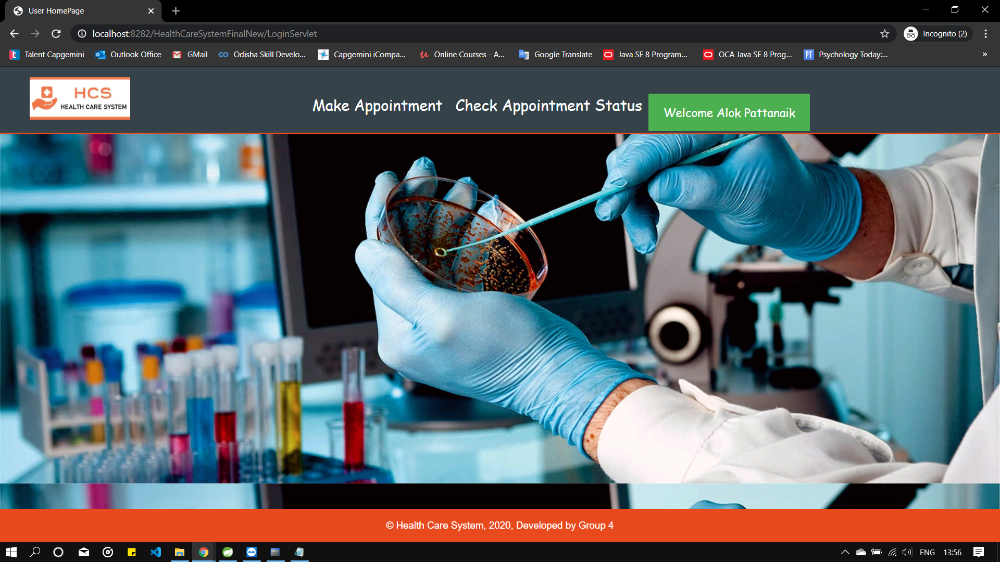 User HomePage
localhost:8282/HealthCareSystemFinalNew/LoginServlet
Incognito (2)
Talent Capgemini
Outlook Office
GMail
Odisha Skill Develo...
Capgemini iCompa...
Online Courses - A...
Google Translate
Java SE 8 Program...
OCA Java SE 8 Prog...
PT
Psychology Today:...
»
HCS
HEALTH CARE SYSTEM
Make Appointment
Check Appointment Status
Welcome Alok Pattanaik
© Health Care System, 2020, Developed by Group 4
ENG
13:56